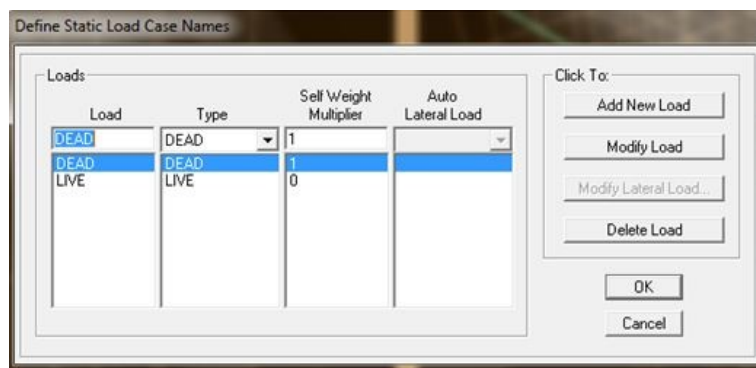 Define Static Load Case Names
Loads
Load Type Self Weight Multiplier Auto Lateral Load
DEAD DEAD 1
DEAD DEAD 1
LIVE LIVE 0
Click To:
Add New Load
Modify Load
Modify Lateral Load...
Delete Load
OK
Cancel